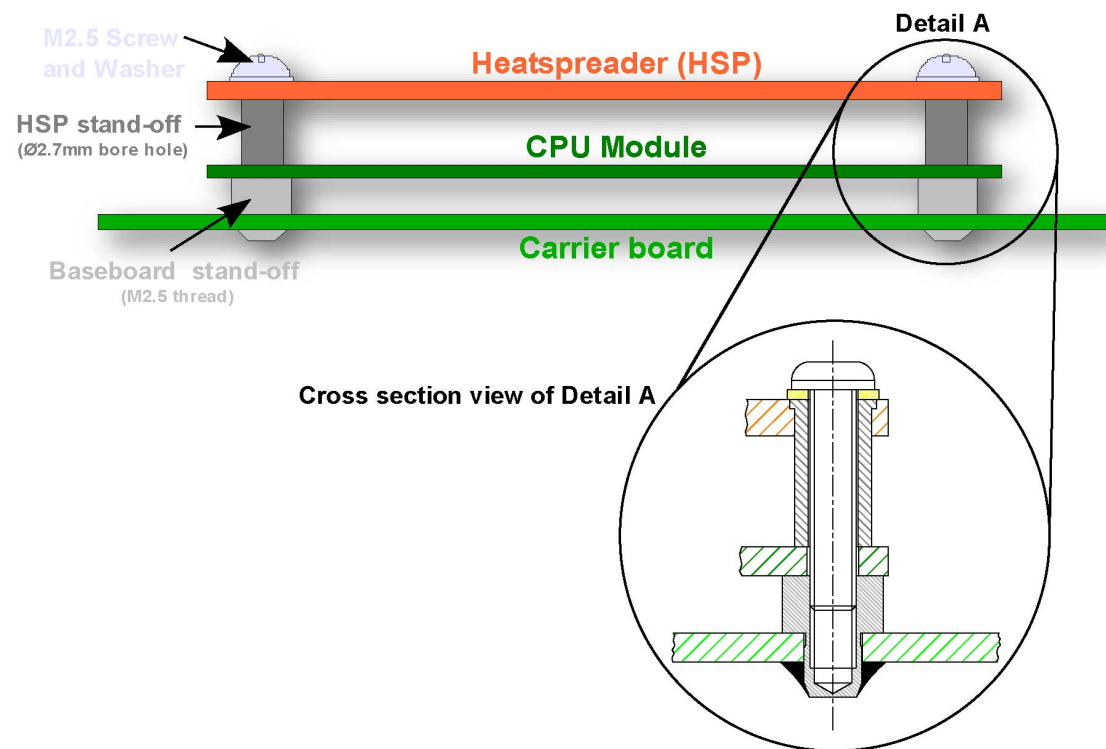 Detail A
M2.5 Screw
and Washer
Heatspreader (HSP)
HSP stand-off
(Ø2.7mm bore hole)
CPU Module
Carrier board
Baseboard stand-off
(M2.5 thread)
Cross section view of Detail A